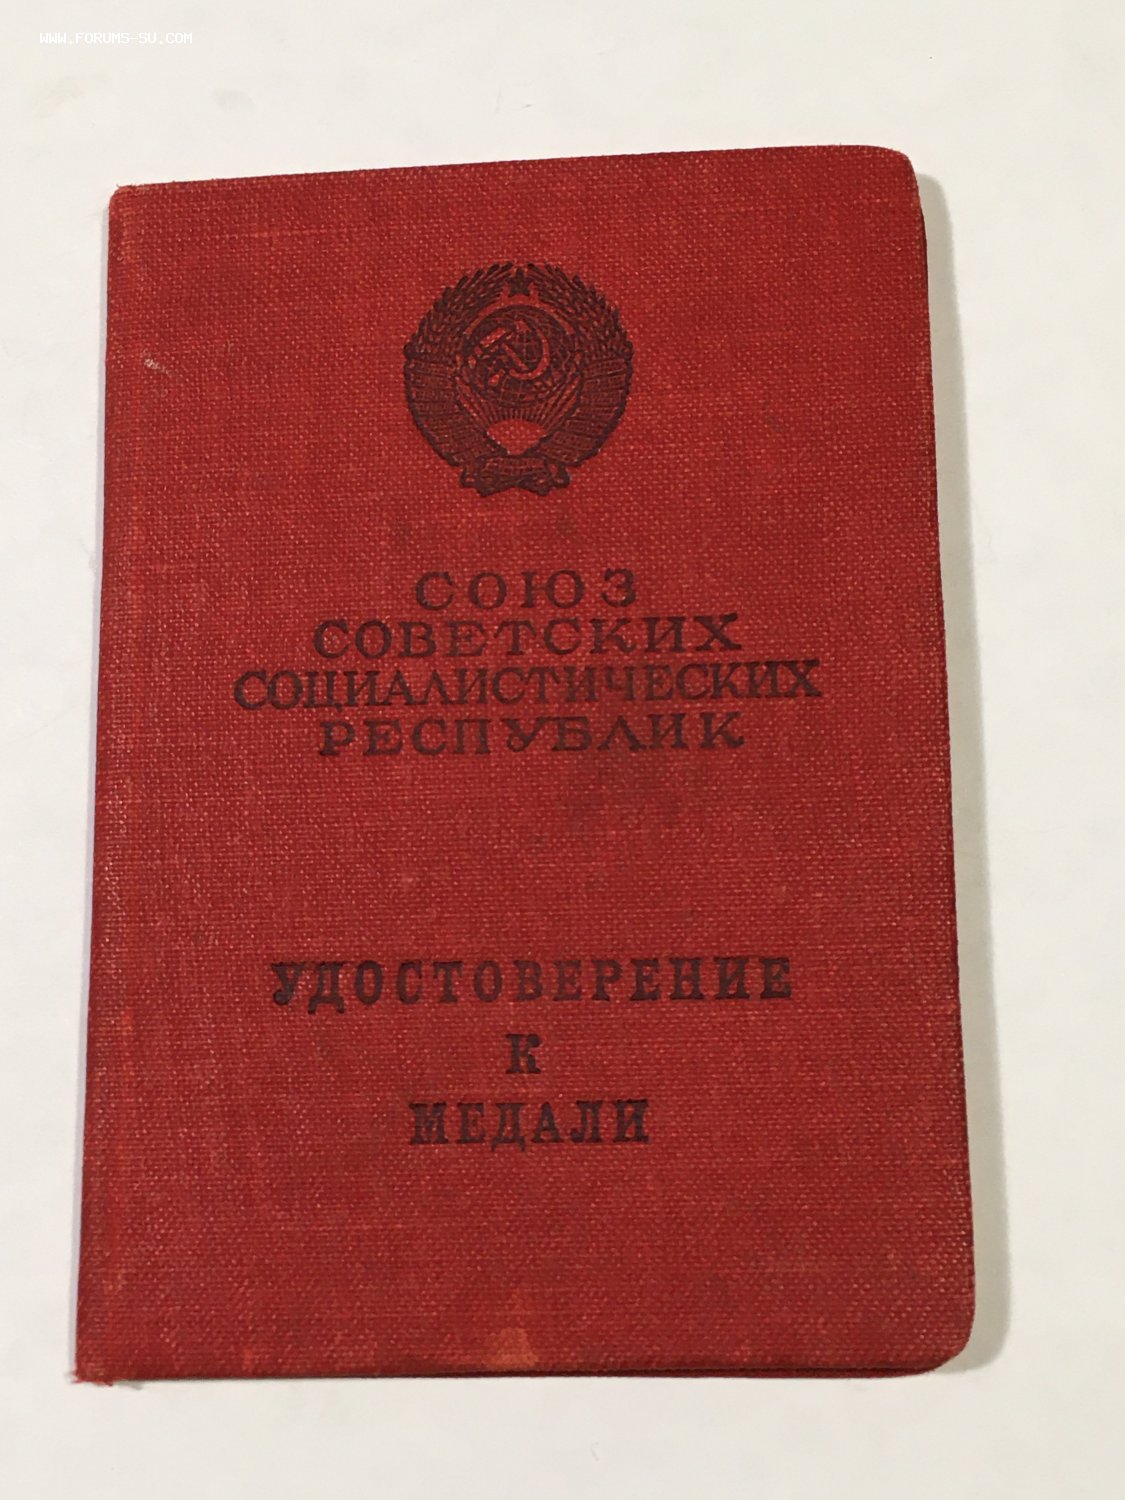 WWW.FORUMS-SU.COM
СОЮЗ
СОВЕТСКИХ
СОЦИАЛИСТИЧЕСКИХ
РЕСПУБЛИК
УДОСТОВЕРЕНИЕ
К
МЕДАЛИ